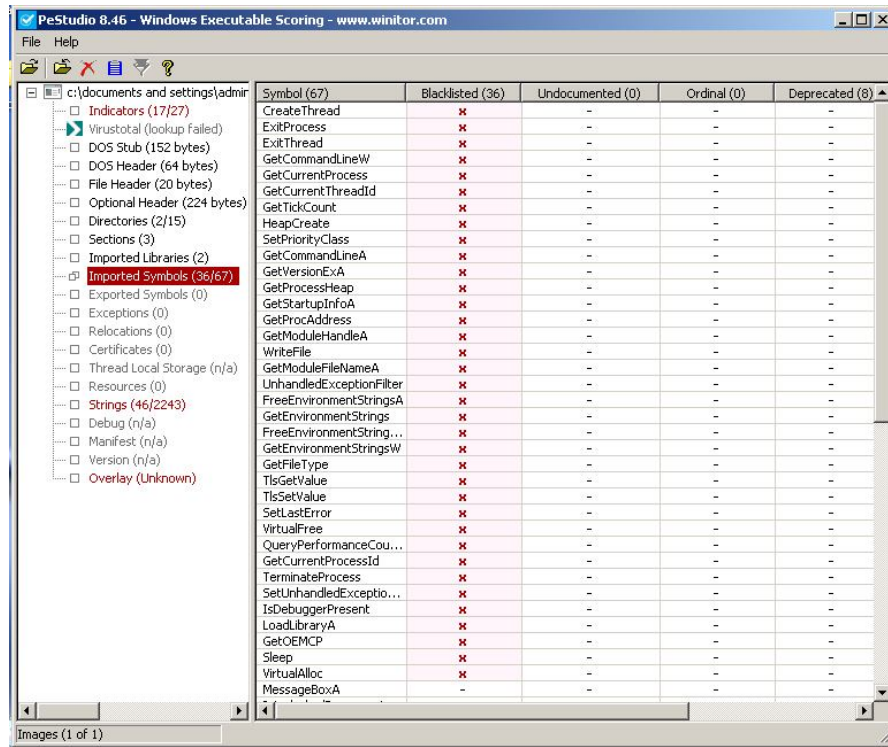 PeStudio 8.46 - Windows Executable Scoring - www.winitor.com
File Help
c:\documents and settings\admir
Indicators (17/27)
Virustotal (lookup failed)
DOS Stub (152 bytes)
DOS Header (64 bytes)
File Header (20 bytes)
Optional Header (224 bytes)
Directories (2/15)
Sections (3)
Imported Libraries (2)
Imported Symbols (36/67)
Exported Symbols (0)
Exceptions (0)
Relocations (0)
Certificates (0)
Thread Local Storage (n/a)
Resources (0)
Strings (46/2243)
Debug (n/a)
Manifest (n/a)
Version (n/a)
Overlay (Unknown)
Symbol (67) Blacklisted (36) Undocumented (0) Ordinal (0) Deprecated (8)
CreateThread x - - -
ExitProcess x - - -
ExitThread x - - -
GetCommandLineW x - - -
GetCurrentProcess x - - -
GetCurrentThreadId x - - -
GetTickCount x - - -
HeapCreate x - - -
SetPriorityClass x - - -
GetCommandLineA x - - -
GetVersionExA x - - -
GetProcessHeap x - - -
GetStartupInfoA x - - -
GetProcAddress x - - -
GetModuleHandleA x - - -
WriteFile x - - -
GetModuleFileNameA x - - -
UnhandledExceptionFilter x - - -
FreeEnvironmentStringsA x - - -
GetEnvironmentStrings x - - -
FreeEnvironmentString... x - - -
GetEnvironmentStringsW x - - -
GetFileType x - - -
TlsGetValue x - - -
TlsSetValue x - - -
SetLastError x - - -
VirtualFree x - - -
QueryPerformanceCou... x - - -
GetCurrentProcessId x - - -
TerminateProcess x - - -
SetUnhandledExceptio... x - - -
IsDebuggerPresent x - - -
LoadLibraryA x - - -
GetOEMCP x - - -
Sleep x - - -
VirtualAlloc x - - -
MessageBoxA - - - -
Images (1 of 1)